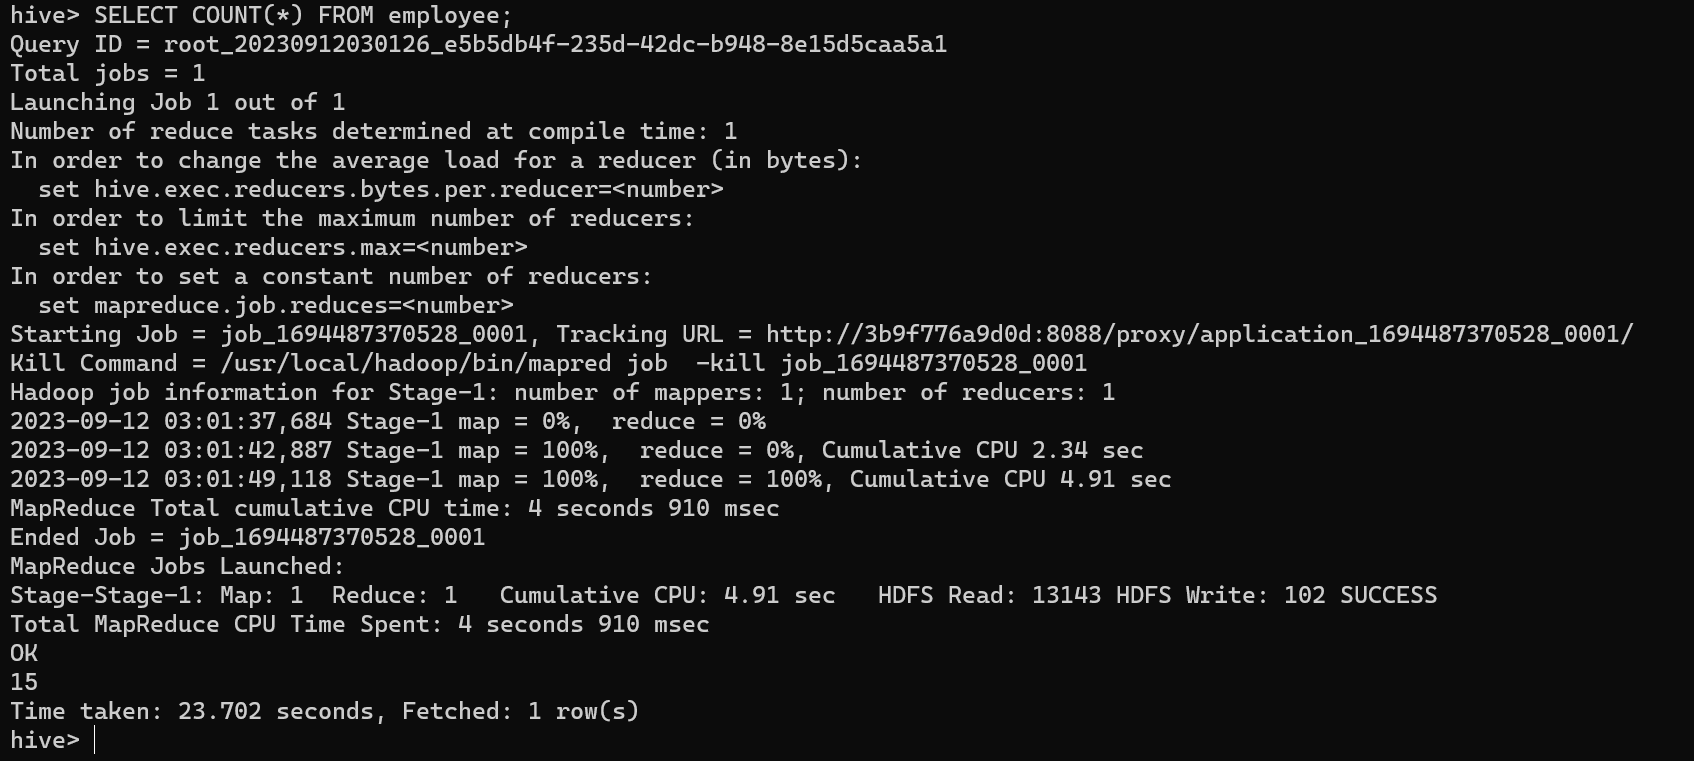 hive> SELECT COUNT(*) FROM employee;
Query ID = root_20230912030126_e5b5db4f-235d-42dc-b948-8e15d5caa5a1
Total jobs = 1
Launching Job 1 out of 1
Number of reduce tasks determined at compile time: 1
In order to change the average load for a reducer (in bytes):
  set hive.exec.reducers.bytes.per.reducer=<number>
In order to limit the maximum number of reducers:
  set hive.exec.reducers.max=<number>
In order to set a constant number of reducers:
  set mapreduce.job.reduces=<number>
Starting Job = job_1694487370528_0001, Tracking URL = http://3b9f776a9d0d:8088/proxy/application_1694487370528_0001/
Kill Command = /usr/local/hadoop/bin/mapred job  -kill job_1694487370528_0001
Hadoop job information for Stage-1: number of mappers: 1; number of reducers: 1
2023-09-12 03:01:37,684 Stage-1 map = 0%,  reduce = 0%
2023-09-12 03:01:42,887 Stage-1 map = 100%,  reduce = 0%, Cumulative CPU 2.34 sec
2023-09-12 03:01:49,118 Stage-1 map = 100%,  reduce = 100%, Cumulative CPU 4.91 sec
MapReduce Total cumulative CPU time: 4 seconds 910 msec
Ended Job = job_1694487370528_0001
MapReduce Jobs Launched:
Stage-Stage-1: Map: 1  Reduce: 1   Cumulative CPU: 4.91 sec   HDFS Read: 13143 HDFS Write: 102 SUCCESS
Total MapReduce CPU Time Spent: 4 seconds 910 msec
OK
15
Time taken: 23.702 seconds, Fetched: 1 row(s)
hive>